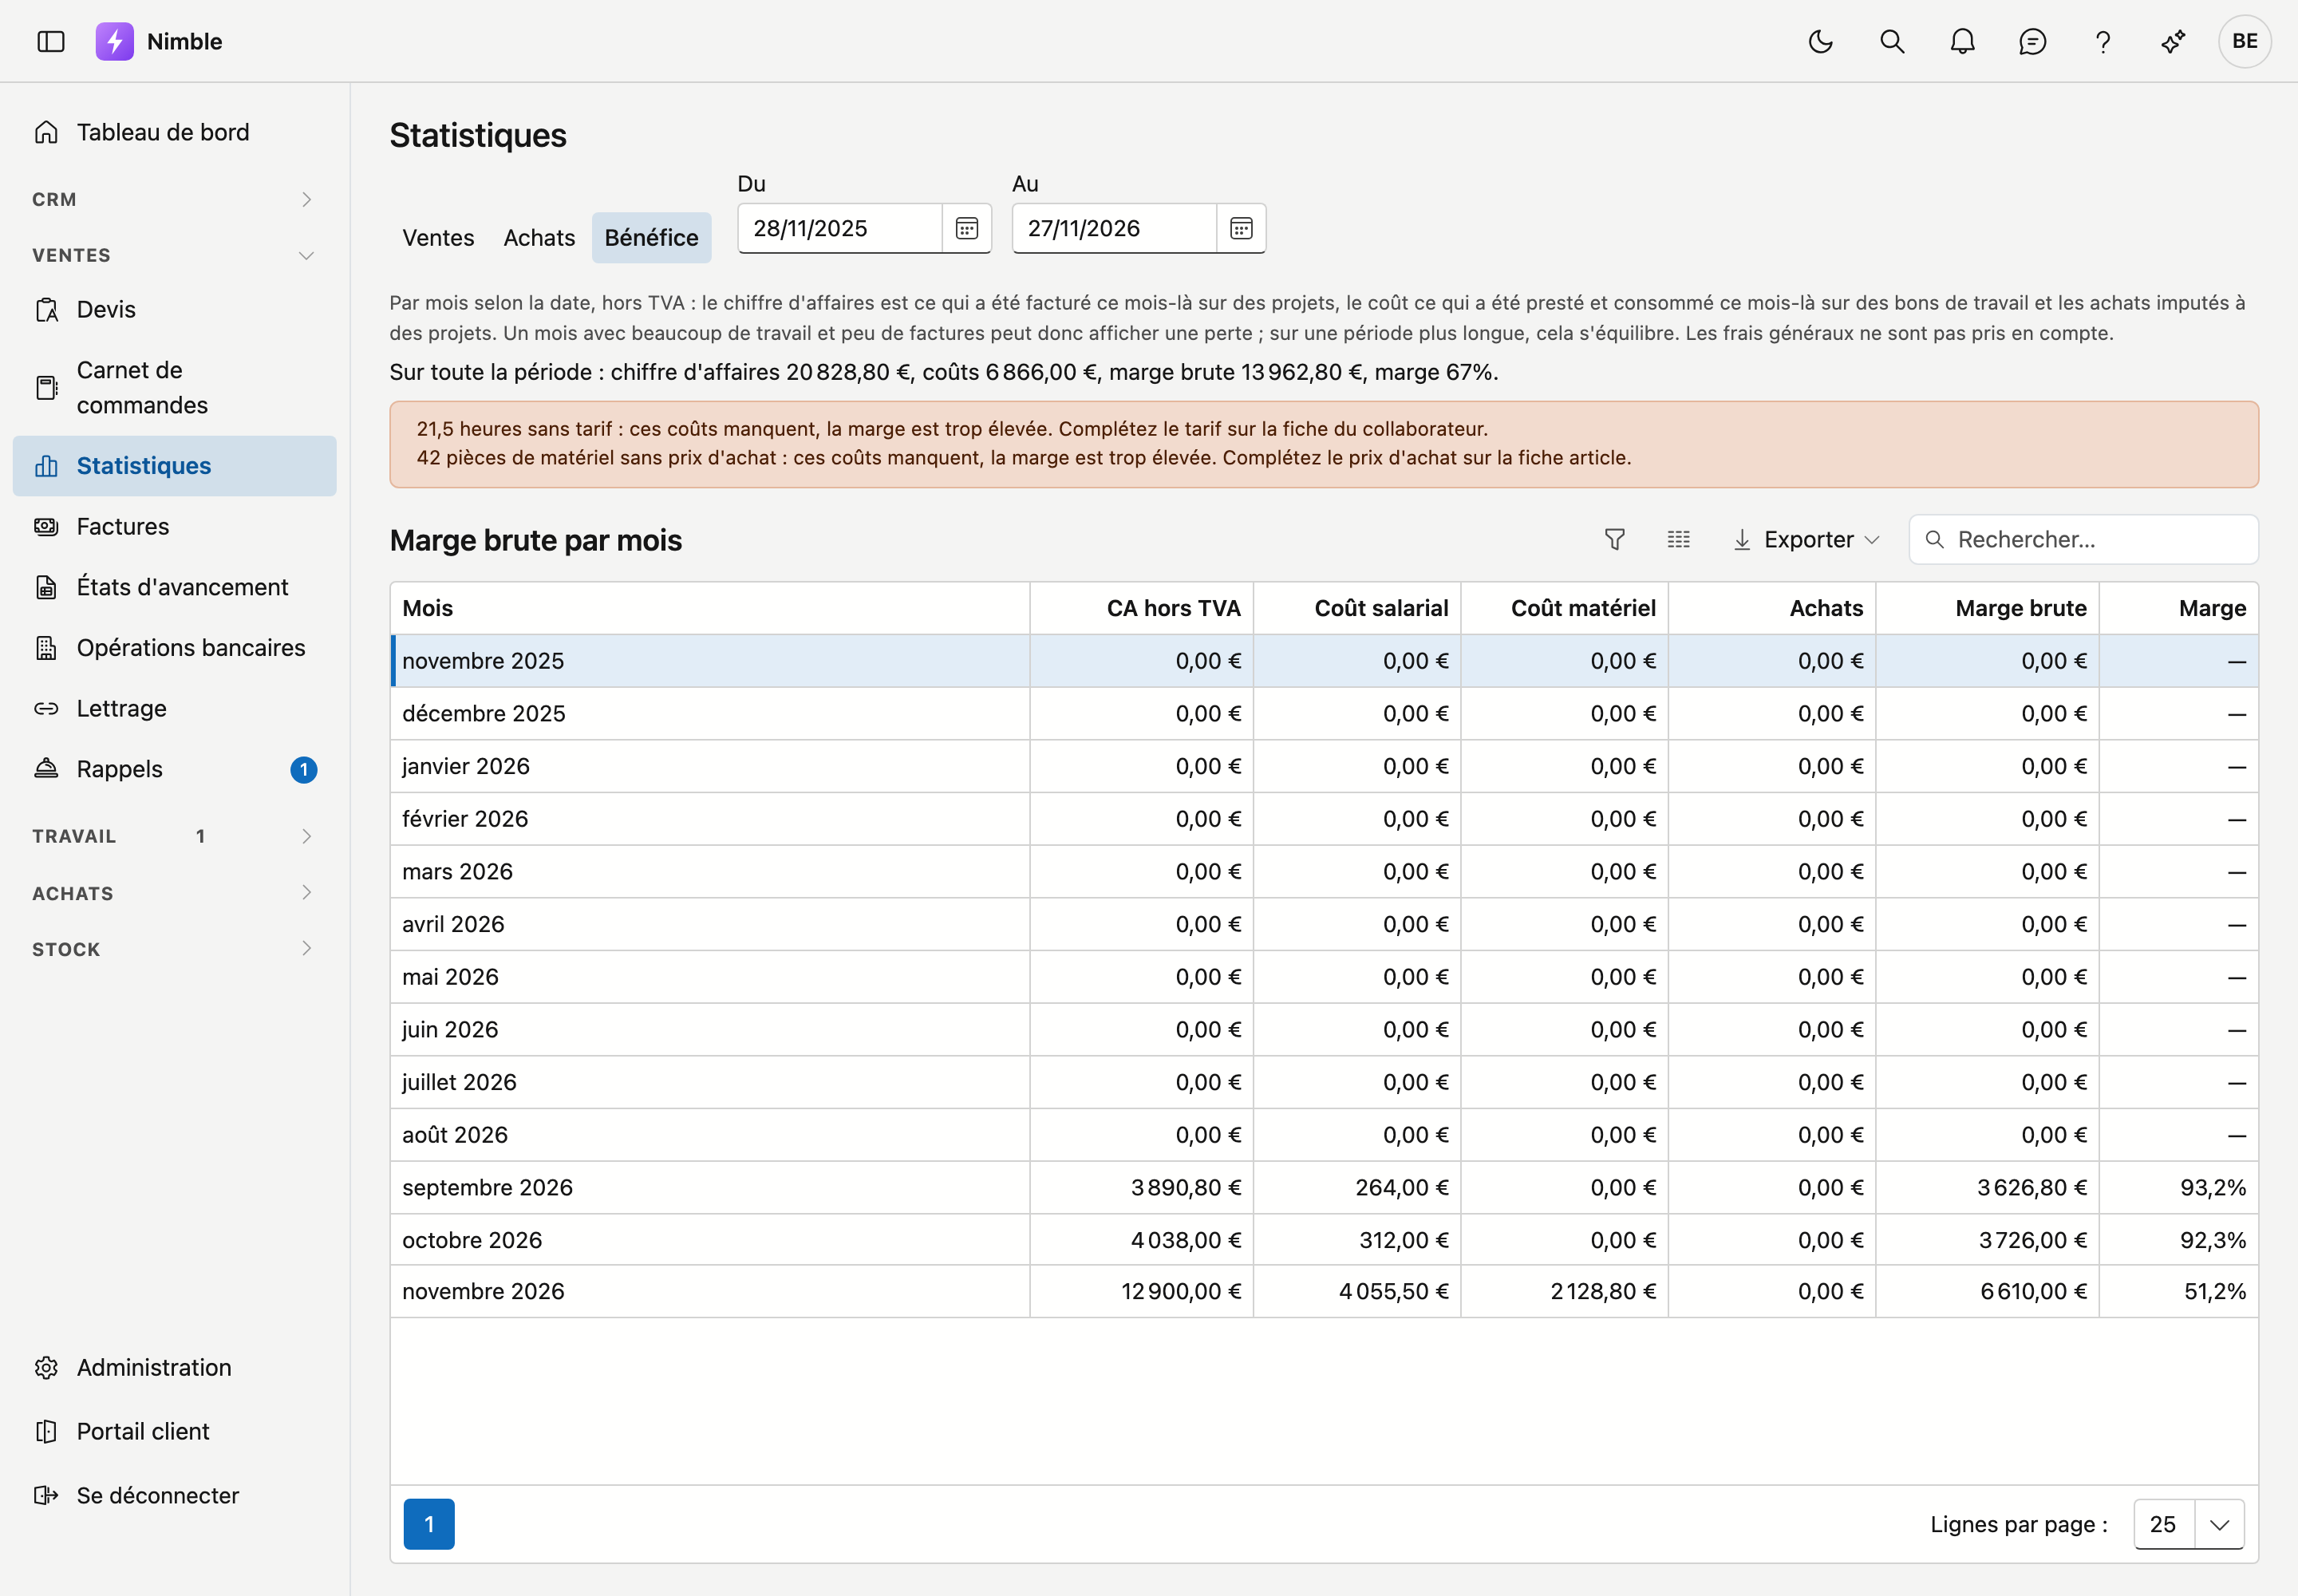 Nimble
BE
Tableau de bord
CRM
VENTES
Devis
Carnet de
commandes
Statistiques
Factures
États d'avancement
Opérations bancaires
Lettrage
Rappels 1
TRAVAIL 1
ACHATS
STOCK
Administration
Portail client
Se déconnecter
Statistiques
Ventes Achats Bénéfice
Du
28/11/2025
Au
27/11/2026
Par mois selon la date, hors TVA : le chiffre d'affaires est ce qui a été facturé ce mois-là sur des projets, le coût ce qui a été presté et consommé ce mois-là sur des bons de travail et les achats imputés à
des projets. Un mois avec beaucoup de travail et peu de factures peut donc afficher une perte ; sur une période plus longue, cela s'équilibre. Les frais généraux ne sont pas pris en compte.
Sur toute la période : chiffre d'affaires 20 828,80 €, coûts 6 866,00 €, marge brute 13 962,80 €, marge 67%.
21,5 heures sans tarif : ces coûts manquent, la marge est trop élevée. Complétez le tarif sur la fiche du collaborateur.
42 pièces de matériel sans prix d'achat : ces coûts manquent, la marge est trop élevée. Complétez le prix d'achat sur la fiche article.
Marge brute par mois
Exporter
Rechercher...
Mois CA hors TVA Coût salarial Coût matériel Achats Marge brute Marge
novembre 2025 0,00 € 0,00 € 0,00 € 0,00 € 0,00 € —
décembre 2025 0,00 € 0,00 € 0,00 € 0,00 € 0,00 € —
janvier 2026 0,00 € 0,00 € 0,00 € 0,00 € 0,00 € —
février 2026 0,00 € 0,00 € 0,00 € 0,00 € 0,00 € —
mars 2026 0,00 € 0,00 € 0,00 € 0,00 € 0,00 € —
avril 2026 0,00 € 0,00 € 0,00 € 0,00 € 0,00 € —
mai 2026 0,00 € 0,00 € 0,00 € 0,00 € 0,00 € —
juin 2026 0,00 € 0,00 € 0,00 € 0,00 € 0,00 € —
juillet 2026 0,00 € 0,00 € 0,00 € 0,00 € 0,00 € —
août 2026 0,00 € 0,00 € 0,00 € 0,00 € 0,00 € —
septembre 2026 3 890,80 € 264,00 € 0,00 € 0,00 € 3 626,80 € 93,2%
octobre 2026 4 038,00 € 312,00 € 0,00 € 0,00 € 3 726,00 € 92,3%
novembre 2026 12 900,00 € 4 055,50 € 2 128,80 € 0,00 € 6 610,00 € 51,2%
1
Lignes par page : 25